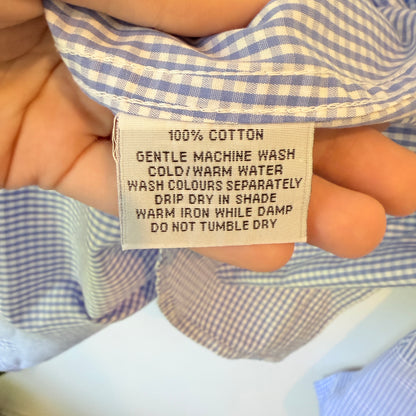 100% COTTON
GENTLE MACHINE WASH
COLD/WARM WATER
WASH COLOURS SEPARATELY
DRIP DRY IN SHADE
WARM IRON WHILE DAMP
DO NOT TUMBLE DRY